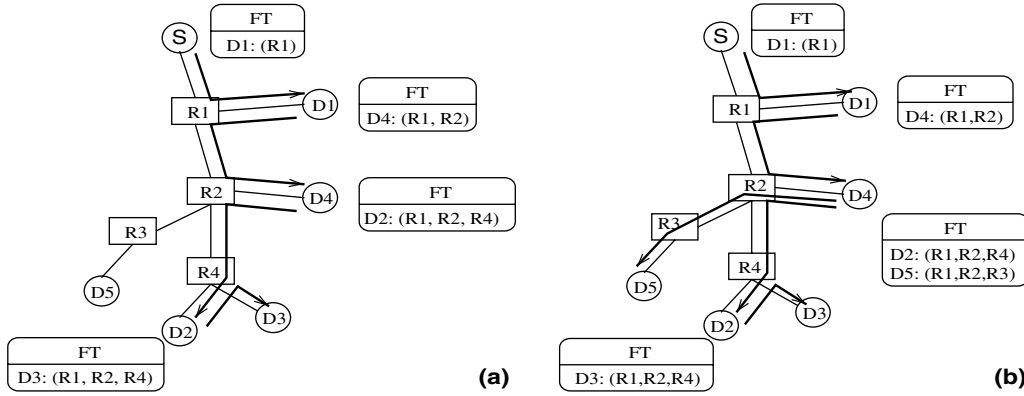 FT
S
D1: (R1)
FT
D1
R1
D4: (R1, R2)
FT
R2
D4
D2: (R1, R2, R4)
R3
R4
D5
D3
D2
FT
D3: (R1, R2, R4)
(a)
FT
S
D1: (R1)
FT
D1
R1
D4: (R1,R2)
R2
D4
R3
FT
D2: (R1,R2,R4)
R4
D5: (R1,R2,R3)
D5
D3
D2
FT
D3: (R1,R2,R4)
(b)